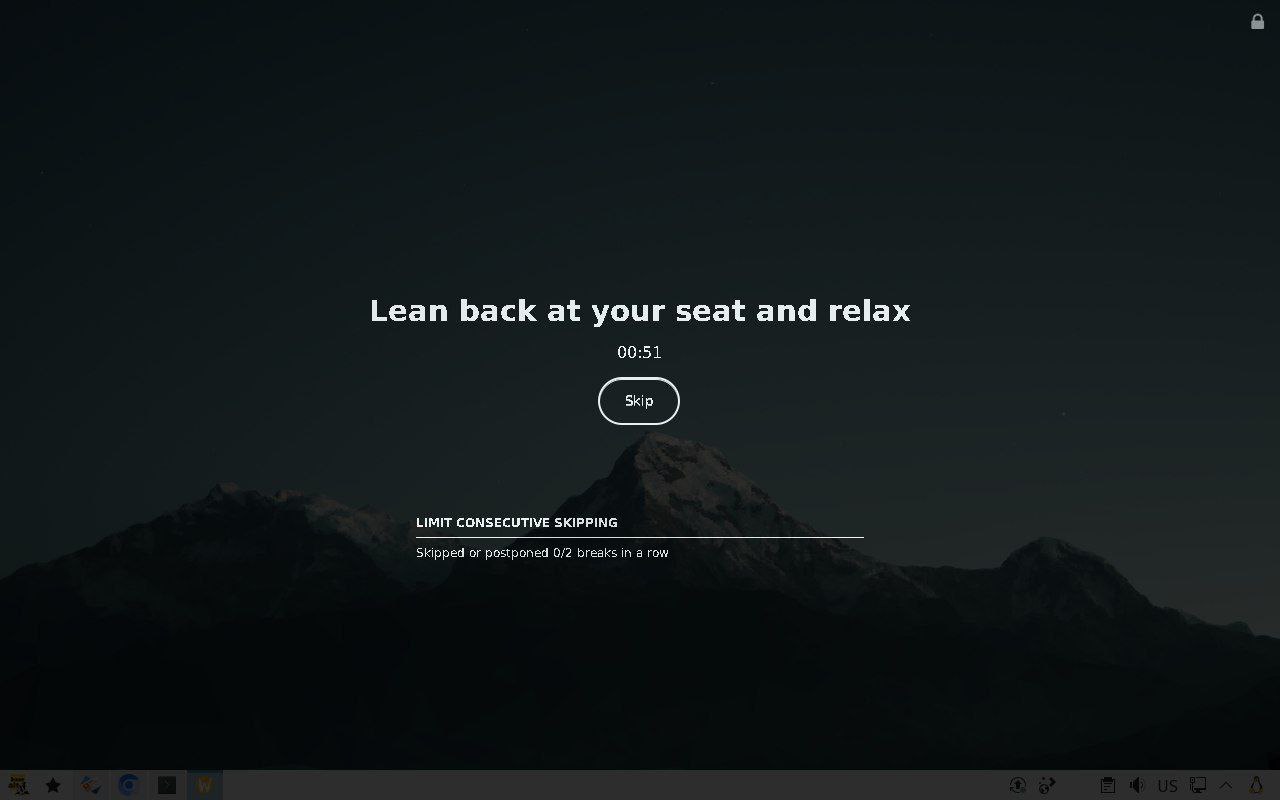 Lean back at your seat and relax
00:51
Skip
LIMIT CONSECUTIVE SKIPPING
Skipped or postponed 0/2 breaks in a row
W
US